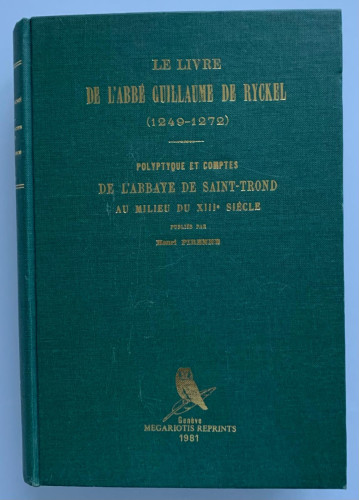 LE LIVRE
DE L'ABBÉ GUILLAUME DE RYCKEL
(1249-1272)
POLYPTYQUE ET COMPTES
DE L'ABBAYE DE SAINT-TROND
AU MILIEU DU XIIIe SIÈCLE
PUBLIÉS PAR
Henri PIRENNE
Genève
MEGARIOTIS REPRINTS
1981